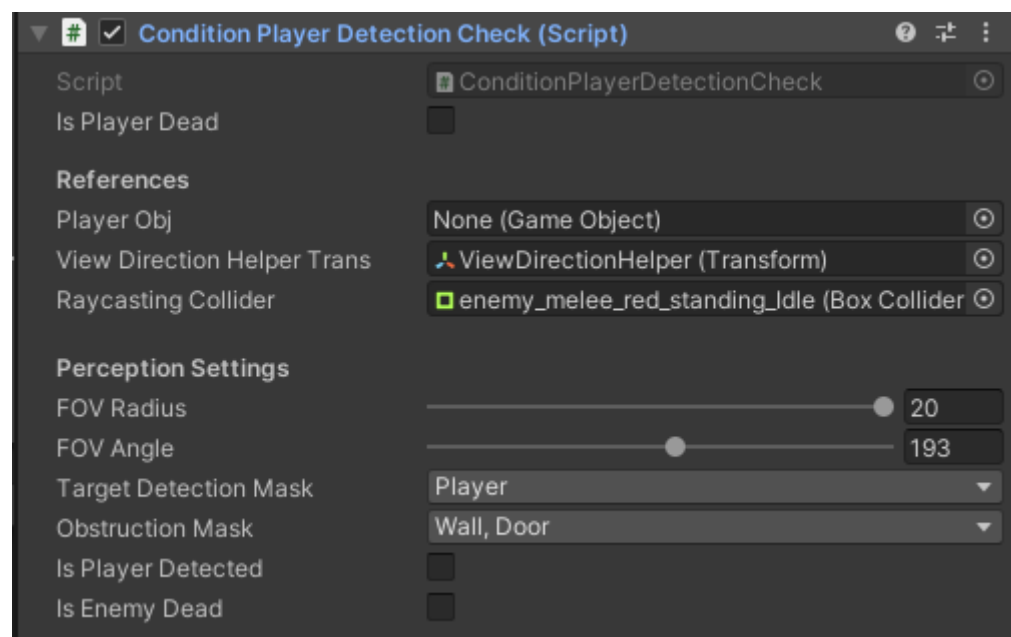 Condition Player Detection Check (Script)
Script ConditionPlayerDetectionCheck
Is Player Dead
References
Player Obj None (Game Object)
View Direction Helper Trans ViewDirectionHelper (Transform)
Raycasting Collider enemy_melee_red_standing_Idle (Box Collider
Perception Settings
FOV Radius 20
FOV Angle 193
Target Detection Mask Player
Obstruction Mask Wall, Door
Is Player Detected
Is Enemy Dead